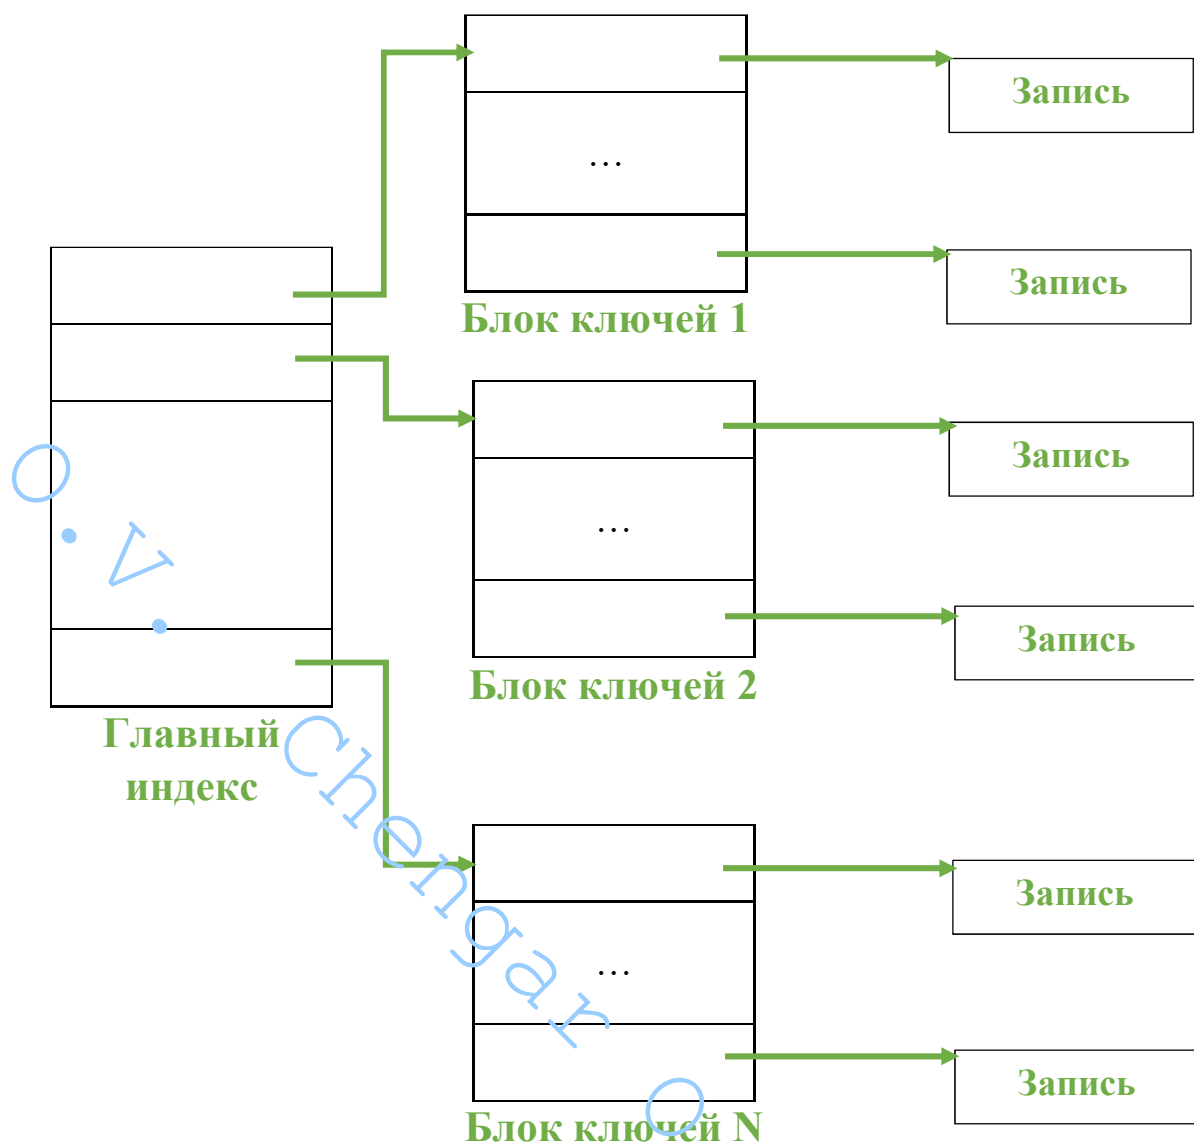 Запись
…
Запись
Блок ключей 1
Запись
…
Запись
Блок ключей 2
Главный
индекс
Запись
…
Запись
Блок ключей N
O.V. Chengar O